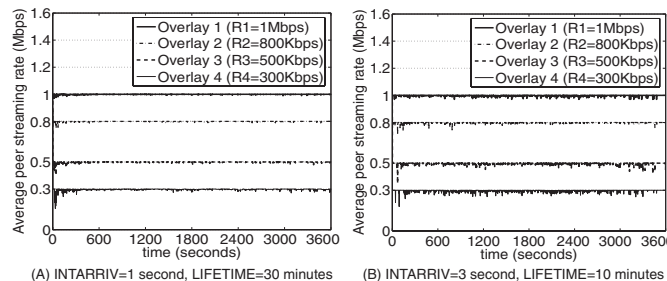 Average peer streaming rate (Mbps)
1.6
1.4
1.2
1
0.8
0.5
0.3
0
Overlay 1 (R1=1Mbps)
Overlay 2 (R2=800Kbps)
Overlay 3 (R3=500Kbps)
Overlay 4 (R4=300Kbps)
0 600 1200 1800 2400 3000 3600
time (seconds)
(A) INTARRIV=1 second, LIFETIME=30 minutes
Average peer streaming rate (Mbps)
1.6
1.4
1.2
1
0.8
0.5
0.3
0
Overlay 1 (R1=1Mbps)
Overlay 2 (R2=800Kbps)
Overlay 3 (R3=500Kbps)
Overlay 4 (R4=300Kbps)
0 600 1200 1800 2400 3000 3600
time (seconds)
(B) INTARRIV=3 second, LIFETIME=10 minutes